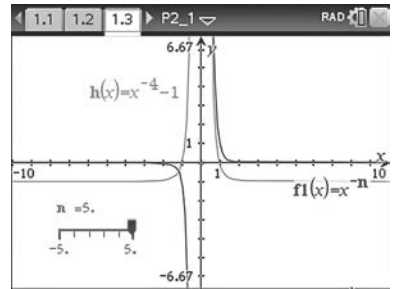 1.1 1.2 1.3 P2_1 RAD
6.67 y
h(x)=x^-4-1
1
x
-10 1 10
f1(x)=x^-n
n =5.
-5. 5.
-6.67